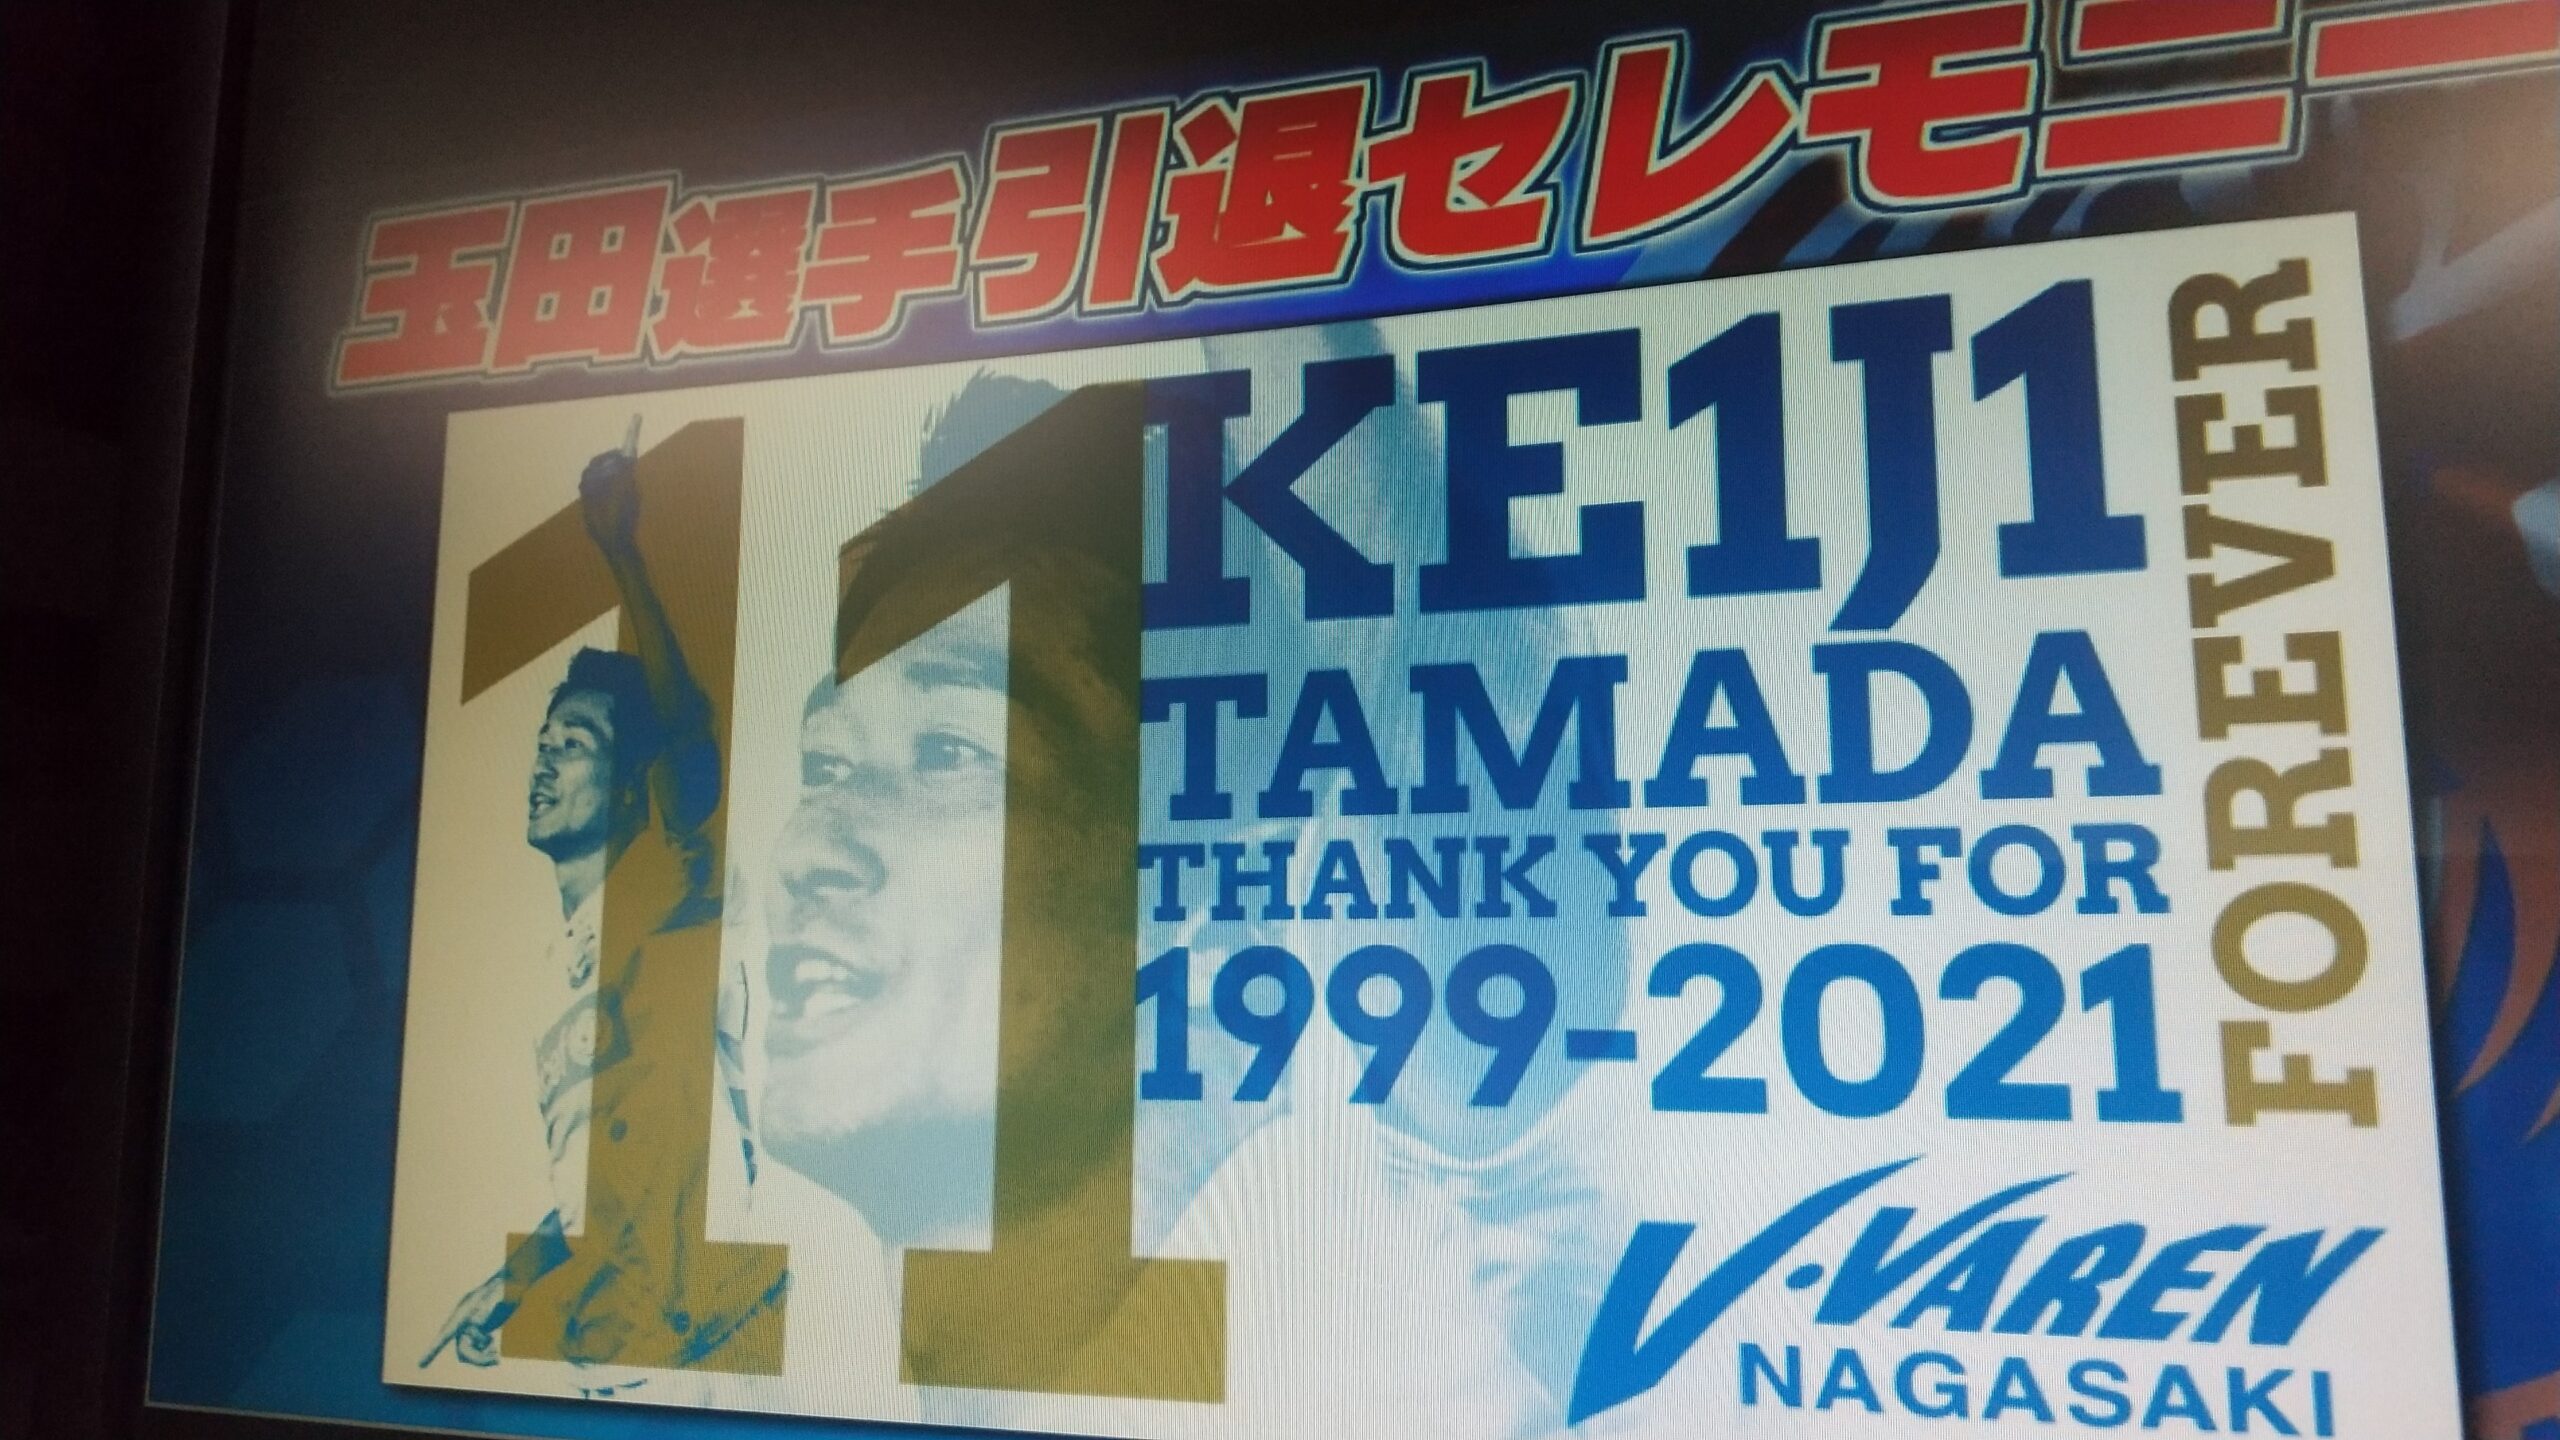 玉田選手引退セレモニー
11
KE1J1
TAMADA
THANK YOU FOR
1999-2021
FOREVER
V・VAREN
NAGASAKI